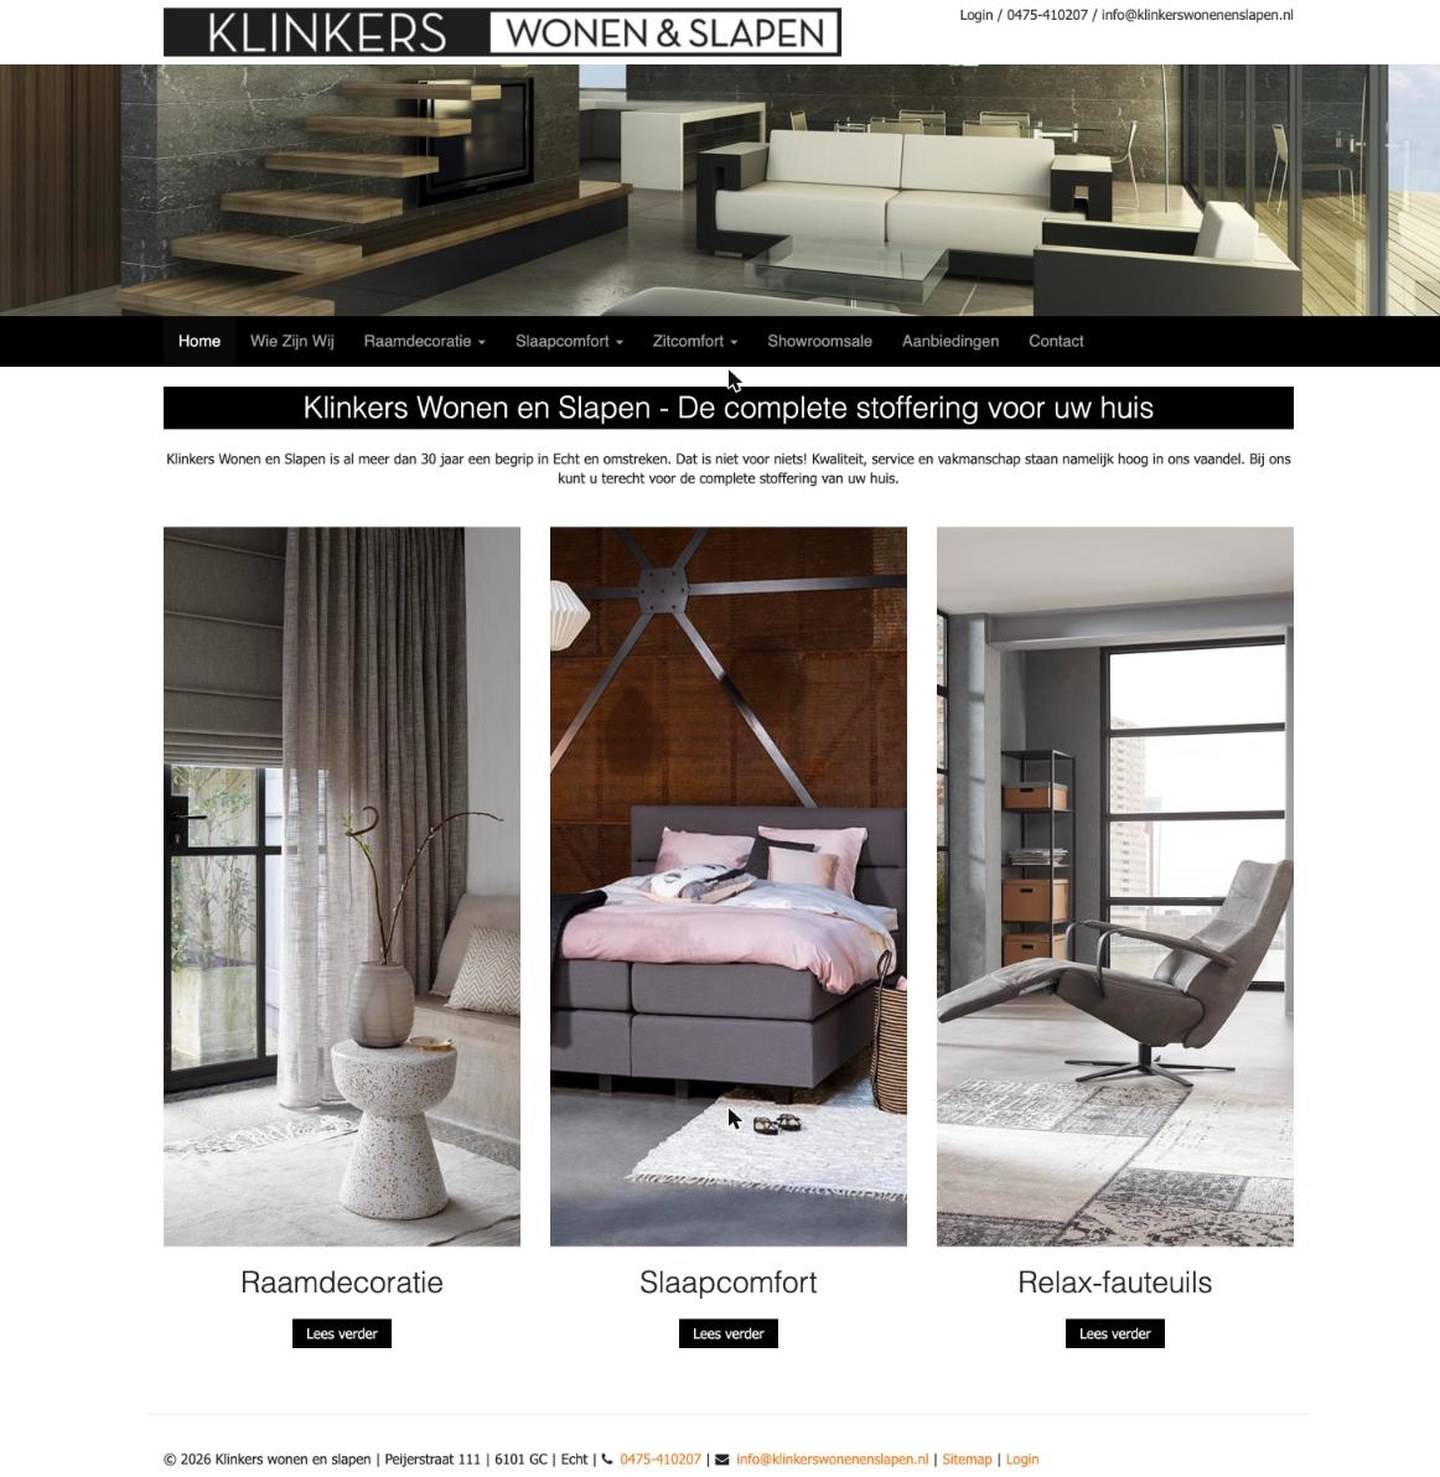 KLINKERS WONEN & SLAPEN
Login / 0475-410207 / info@klinkerswonenenslapen.nl
Home Wie Zijn Wij Raamdecoratie Slaapcomfort Zitcomfort Showroomsale Aanbiedingen Contact
Klinkers Wonen en Slapen - De complete stoffering voor uw huis
Klinkers Wonen en Slapen is al meer dan 30 jaar een begrip in Echt en omstreken. Dat is niet voor niets! Kwaliteit, service en vakmanschap staan namelijk hoog in ons vaandel. Bij ons
kunt u terecht voor de complete stoffering van uw huis.
Raamdecoratie
Lees verder
Slaapcomfort
Lees verder
Relax-fauteuils
Lees verder
© 2026 Klinkers wonen en slapen | Peijerstraat 111 | 6101 GC | Echt | 0475-410207 | info@klinkerswonenenslapen.nl | Sitemap | Login